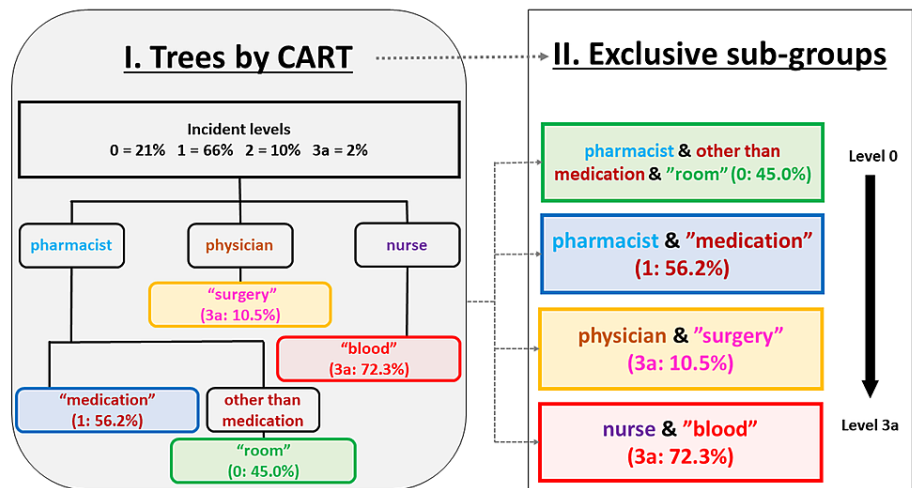 I. Trees by CART
Incident levels
0 = 21% 1 = 66% 2 = 10% 3a = 2%
pharmacist
physician
nurse
"surgery"
(3a: 10.5%)
"blood"
(3a: 72.3%)
"medication"
(1: 56.2%)
other than
medication
"room"
(0: 45.0%)
II. Exclusive sub-groups
pharmacist & other than
medication & "room" (0: 45.0%)
Level 0
pharmacist & "medication"
(1: 56.2%)
physician & "surgery"
(3a: 10.5%)
nurse & "blood"
(3a: 72.3%)
Level 3a